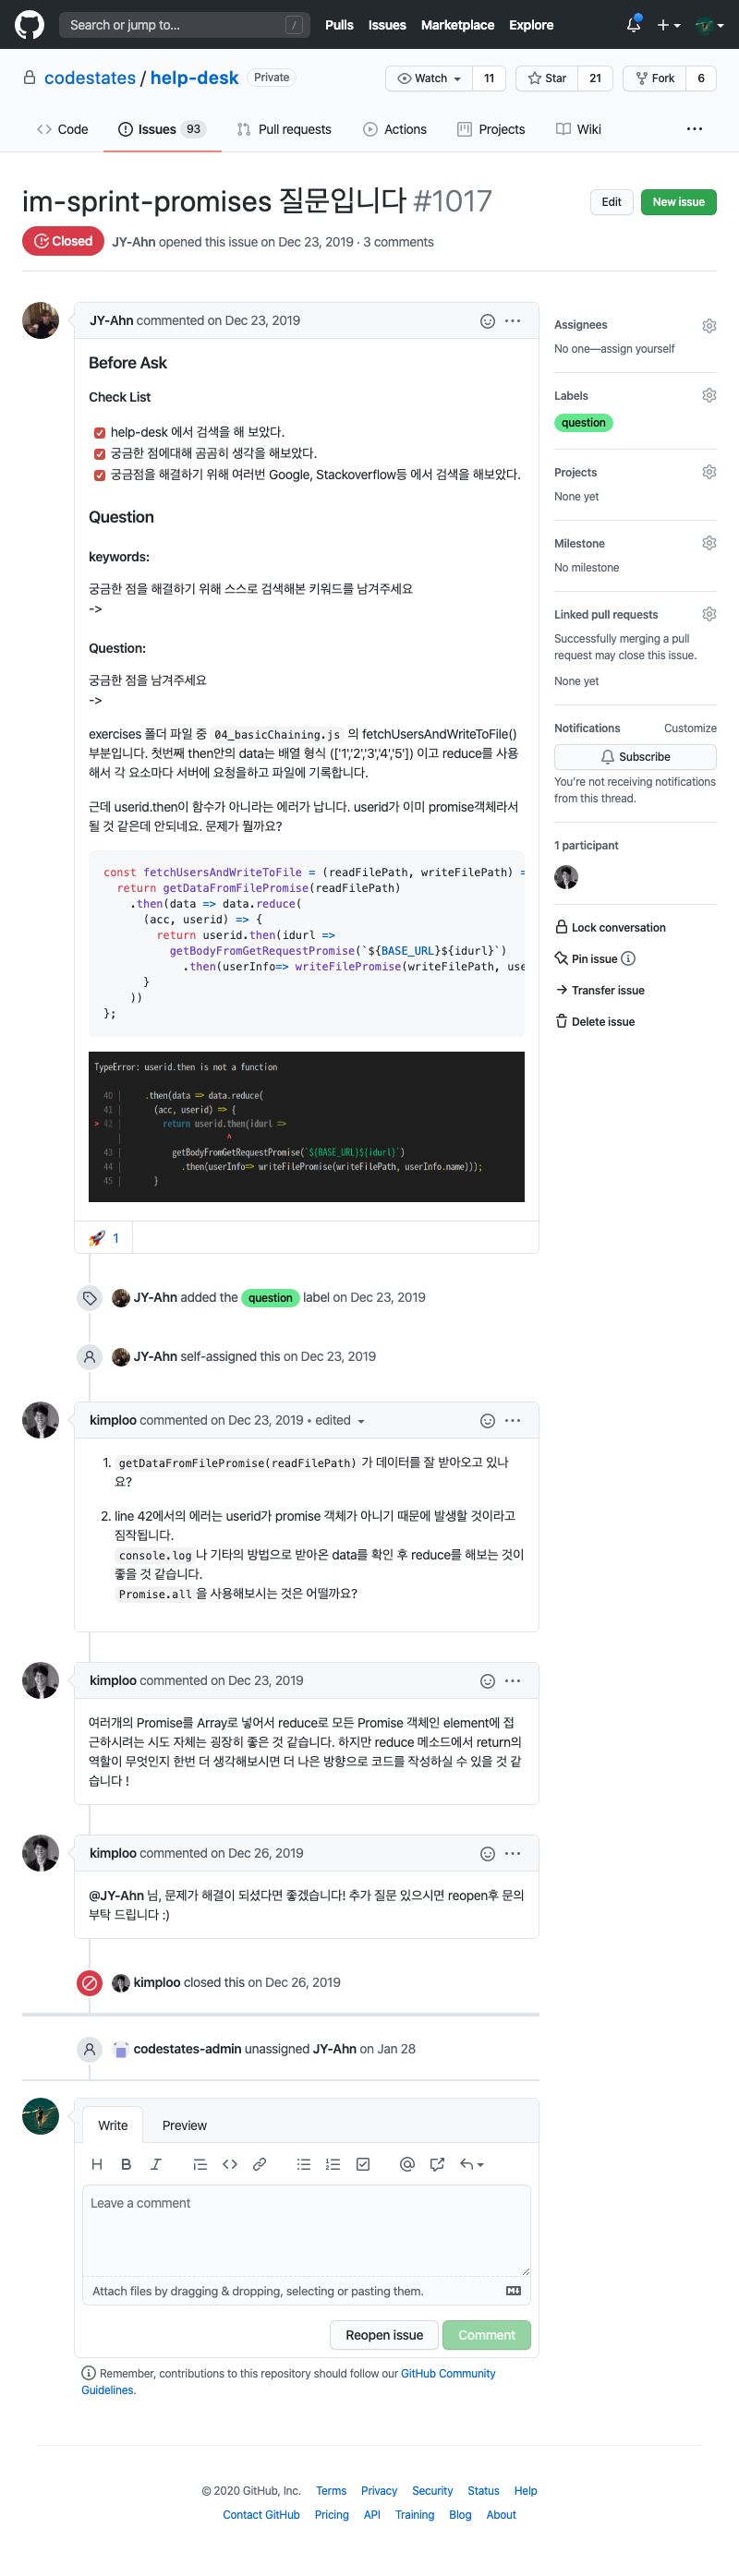 Search or jump to... /
Pulls Issues Marketplace Explore
codestates / help-desk Private
Watch 11 Star 21 Fork 6
Code Issues 93 Pull requests Actions Projects Wiki
im-sprint-promises 질문입니다 #1017
Edit New issue
Closed JY-Ahn opened this issue on Dec 23, 2019 · 3 comments
JY-Ahn commented on Dec 23, 2019
Before Ask
Check List
help-desk 에서 검색을 해 보았다.
궁금한 점에대해 곰곰히 생각을 해보았다.
궁금점을 해결하기 위해 여러번 Google, Stackoverflow등 에서 검색을 해보았다.
Question
keywords:
궁금한 점을 해결하기 위해 스스로 검색해본 키워드를 남겨주세요
->
Question:
궁금한 점을 남겨주세요
->
exercises 폴더 파일 중 04_basicChaining.js 의 fetchUsersAndWriteToFile()
부분입니다. 첫번째 then안의 data는 배열 형식 (['1','2','3','4','5']) 이고 reduce를 사용
해서 각 요소마다 서버에 요청을하고 파일에 기록합니다.
근데 userid.then이 함수가 아니라는 에러가 납니다. userid가 이미 promise객체라서
될 것 같은데 안되네요. 문제가 뭘까요?
const fetchUsersAndWriteToFile = (readFilePath, writeFilePath) =
return getDataFromFilePromise(readFilePath)
.then(data => data.reduce(
(acc, userid) => {
return userid.then(idurl =>
getBodyFromGetRequestPromise(`${BASE_URL}${idurl}`)
.then(userInfo=> writeFilePromise(writeFilePath, use
}
))
};
TypeError: userid.then is not a function
40 | .then(data => data.reduce(
41 | (acc, userid) => {
> 42 | return userid.then(idurl =>
| ^
43 | getBodyFromGetRequestPromise(`${BASE_URL}${idurl}`)
44 | .then(userInfo=> writeFilePromise(writeFilePath, userInfo.name)));
45 | }
🚀 1
JY-Ahn added the question label on Dec 23, 2019
JY-Ahn self-assigned this on Dec 23, 2019
kimploo commented on Dec 23, 2019 • edited
1. getDataFromFilePromise(readFilePath) 가 데이터를 잘 받아오고 있나
요?
2. line 42에서의 에러는 userid가 promise 객체가 아니기 때문에 발생할 것이라고
짐작됩니다.
console.log 나 기타의 방법으로 받아온 data를 확인 후 reduce를 해보는 것이
좋을 것 같습니다.
Promise.all 을 사용해보시는 것은 어떨까요?
kimploo commented on Dec 23, 2019
여러개의 Promise를 Array로 넣어서 reduce로 모든 Promise 객체인 element에 접
근하시려는 시도 자체는 굉장히 좋은 것 같습니다. 하지만 reduce 메소드에서 return의
역할이 무엇인지 한번 더 생각해보시면 더 나은 방향으로 코드를 작성하실 수 있을 것 같
습니다 !
kimploo commented on Dec 26, 2019
@JY-Ahn 님, 문제가 해결이 되셨다면 좋겠습니다! 추가 질문 있으시면 reopen후 문의
부탁 드립니다 :)
kimploo closed this on Dec 26, 2019
codestates-admin unassigned JY-Ahn on Jan 28
Write Preview
Leave a comment
Attach files by dragging & dropping, selecting or pasting them.
Reopen issue Comment
Remember, contributions to this repository should follow our GitHub Community
Guidelines.
Assignees
No one—assign yourself
Labels
question
Projects
None yet
Milestone
No milestone
Linked pull requests
Successfully merging a pull
request may close this issue.
None yet
Notifications Customize
Subscribe
You're not receiving notifications
from this thread.
1 participant
Lock conversation
Pin issue
Transfer issue
Delete issue
© 2020 GitHub, Inc. Terms Privacy Security Status Help
Contact GitHub Pricing API Training Blog About